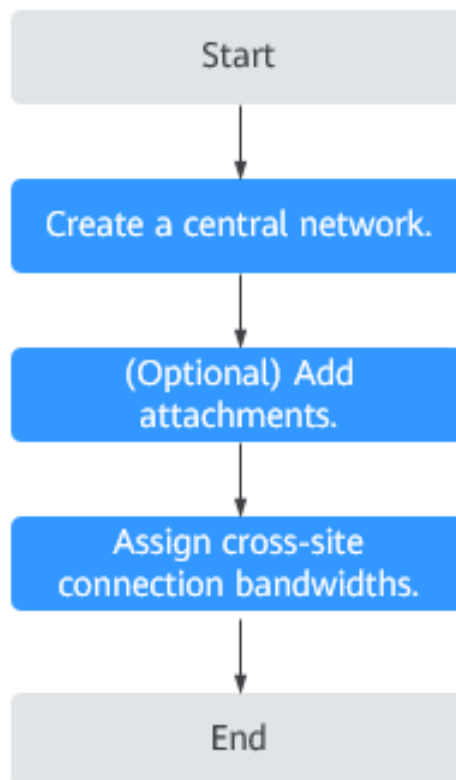 Start
Create a central network.
(Optional) Add
attachments.
Assign cross-site
connection bandwidths.
End